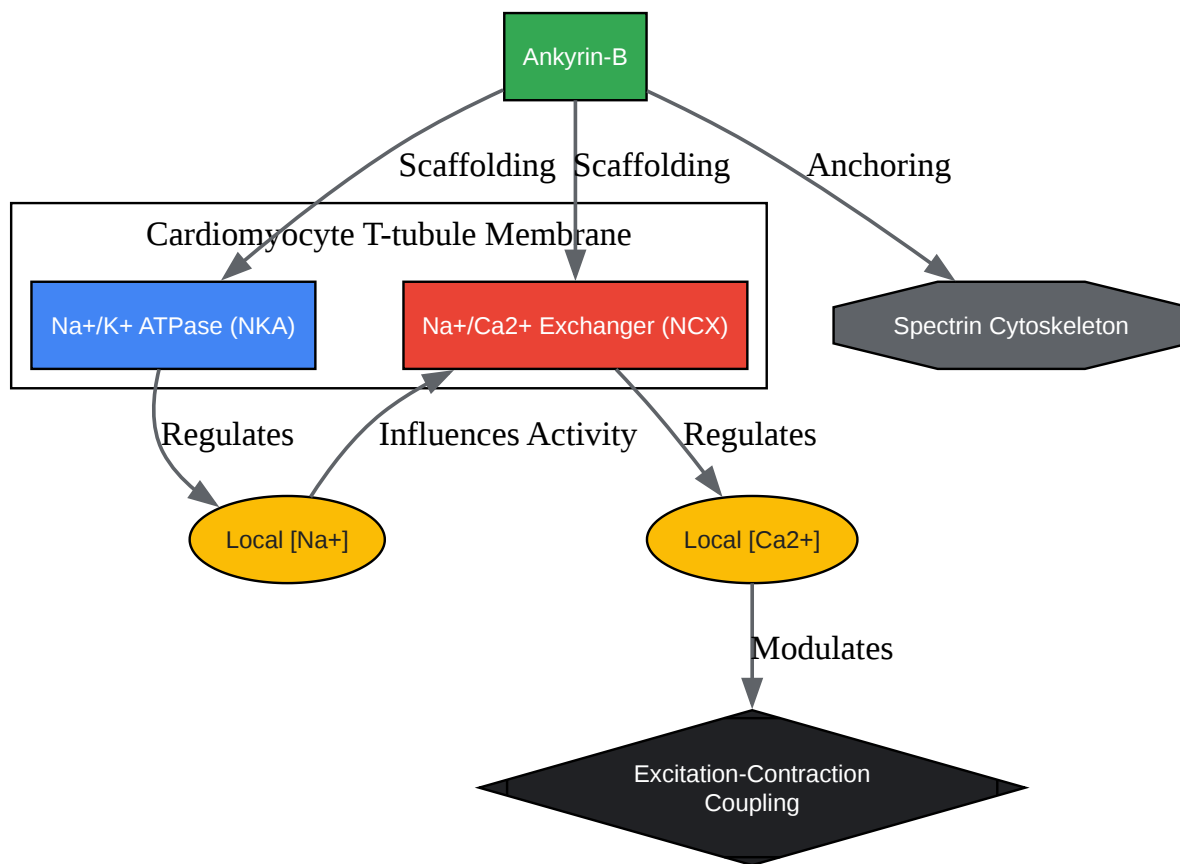 Ankyrin-B
Scaffolding
Scaffolding
Anchoring
Cardiomyocyte T-tubule Membrane
Na+/K+ ATPase (NKA)
Na+/Ca2+ Exchanger (NCX)
Spectrin Cytoskeleton
Regulates
Influences Activity
Regulates
Local [Na+]
Local [Ca2+]
Modulates
Excitation-Contraction
Coupling